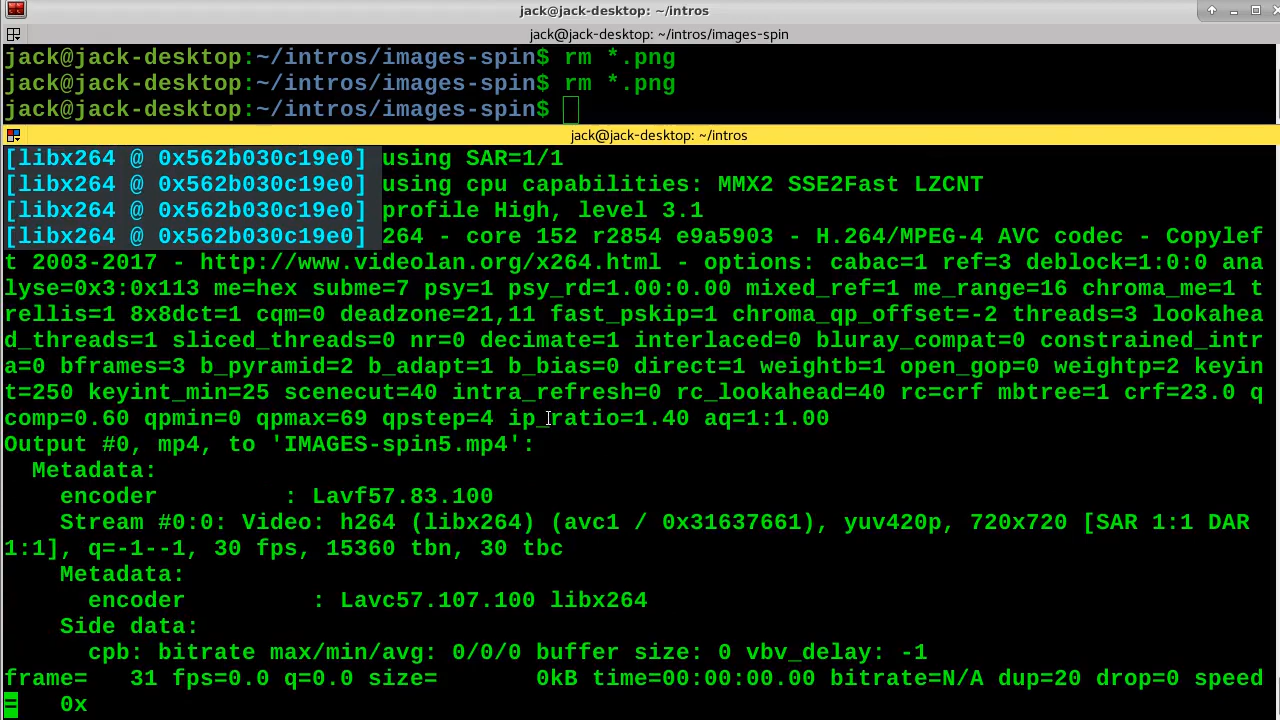 jack@jack-desktop: ~/intros
jack@jack-desktop: ~/intros/images-spin
jack@jack-desktop:~/intros/images-spin$ rm *.png
jack@jack-desktop:~/intros/images-spin$ rm *.png
jack@jack-desktop:~/intros/images-spin$
jack@jack-desktop: ~/intros
[libx264 @ 0x562b030c19e0] using SAR=1/1
[libx264 @ 0x562b030c19e0] using cpu capabilities: MMX2 SSE2Fast LZCNT
[libx264 @ 0x562b030c19e0] profile High, level 3.1
[libx264 @ 0x562b030c19e0] 264 - core 152 r2854 e9a5903 - H.264/MPEG-4 AVC codec - Copylef
t 2003-2017 - http://www.videolan.org/x264.html - options: cabac=1 ref=3 deblock=1:0:0 ana
lyse=0x3:0x113 me=hex subme=7 psy=1 psy_rd=1.00:0.00 mixed_ref=1 me_range=16 chroma_me=1 t
rellis=1 8x8dct=1 cqm=0 deadzone=21,11 fast_pskip=1 chroma_qp_offset=-2 threads=3 lookahea
d_threads=1 sliced_threads=0 nr=0 decimate=1 interlaced=0 bluray_compat=0 constrained_intr
a=0 bframes=3 b_pyramid=2 b_adapt=1 b_bias=0 direct=1 weightb=1 open_gop=0 weightp=2 keyin
t=250 keyint_min=25 scenecut=40 intra_refresh=0 rc_lookahead=40 rc=crf mbtree=1 crf=23.0 q
comp=0.60 qpmin=0 qpmax=69 qpstep=4 ip_ratio=1.40 aq=1:1.00
Output #0, mp4, to 'IMAGES-spin5.mp4':
Metadata:
encoder : Lavf57.83.100
Stream #0:0: Video: h264 (libx264) (avc1 / 0x31637661), yuv420p, 720x720 [SAR 1:1 DAR
1:1], q=-1--1, 30 fps, 15360 tbn, 30 tbc
Metadata:
encoder : Lavc57.107.100 libx264
Side data:
cpb: bitrate max/min/avg: 0/0/0 buffer size: 0 vbv_delay: -1
frame= 31 fps=0.0 q=0.0 size= 0kB time=00:00:00.00 bitrate=N/A dup=20 drop=0 speed
= 0x